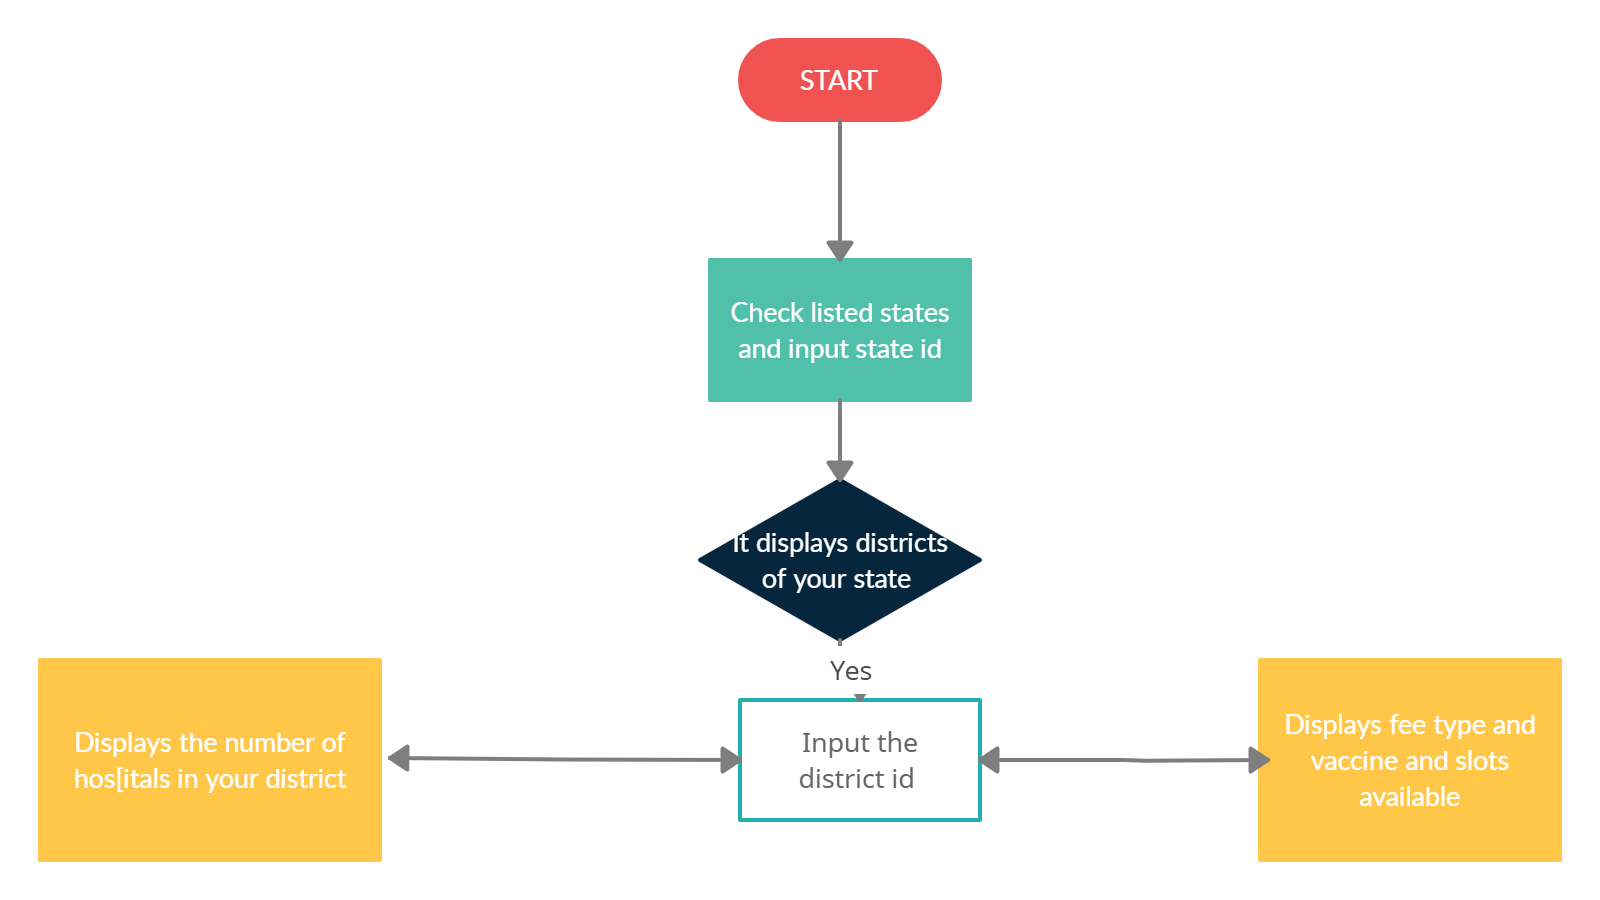 START
Check listed states
and input state id
It displays districts
of your state
Yes
Displays the number of
hos[itals in your district
Input the
district id
Displays fee type and
vaccine and slots
available